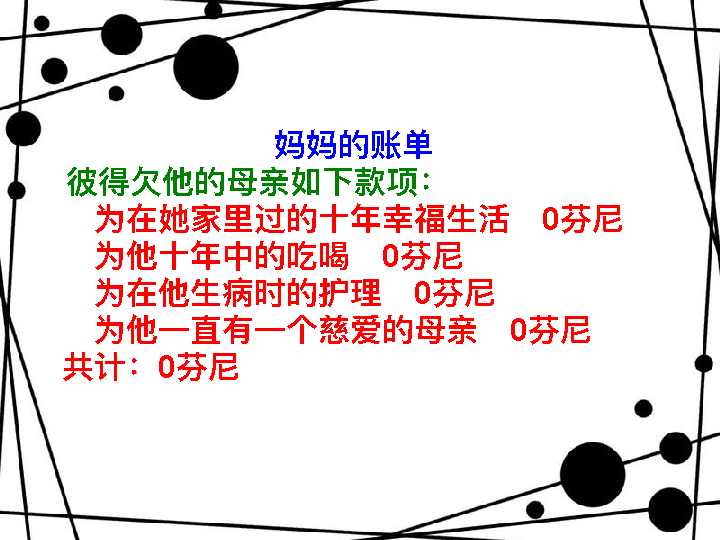 妈妈的账单
彼得欠他的母亲如下款项：
为在她家里过的十年幸福生活　0芬尼
为他十年中的吃喝　0芬尼
为在他生病时的护理　0芬尼
为他一直有一个慈爱的母亲　0芬尼
共计：0芬尼